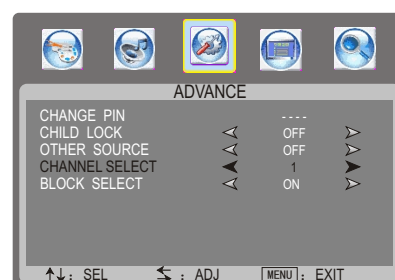 ADVANCE
CHANGE PIN - - - -
CHILD LOCK OFF
OTHER SOURCE OFF
CHANNEL SELECT 1
BLOCK SELECT ON
: SEL : ADJ MENU : EXIT